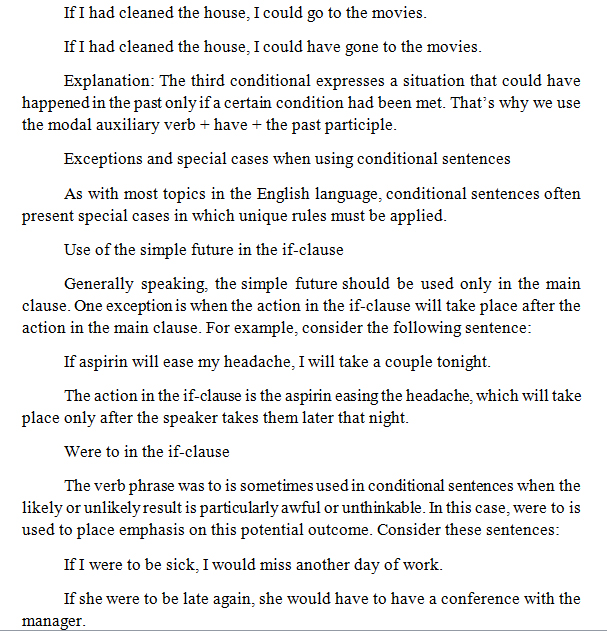 If I had cleaned the house, I could go to the movies.
If I had cleaned the house, I could have gone to the movies.
Explanation: The third conditional expresses a situation that could have
happened in the past only if a certain condition had been met. That’s why we use
the modal auxiliary verb + have + the past participle.
Exceptions and special cases when using conditional sentences
As with most topics in the English language, conditional sentences often
present special cases in which unique rules must be applied.
Use of the simple future in the if-clause
Generally speaking, the simple future should be used only in the main
clause. One exception is when the action in the if-clause will take place after the
action in the main clause. For example, consider the following sentence:
If aspirin will ease my headache, I will take a couple tonight.
The action in the if-clause is the aspirin easing the headache, which will take
place only after the speaker takes them later that night.
Were to in the if-clause
The verb phrase was to is sometimes used in conditional sentences when the
likely or unlikely result is particularly awful or unthinkable. In this case, were to is
used to place emphasis on this potential outcome. Consider these sentences:
If I were to be sick, I would miss another day of work.
If she were to be late again, she would have to have a conference with the
manager.